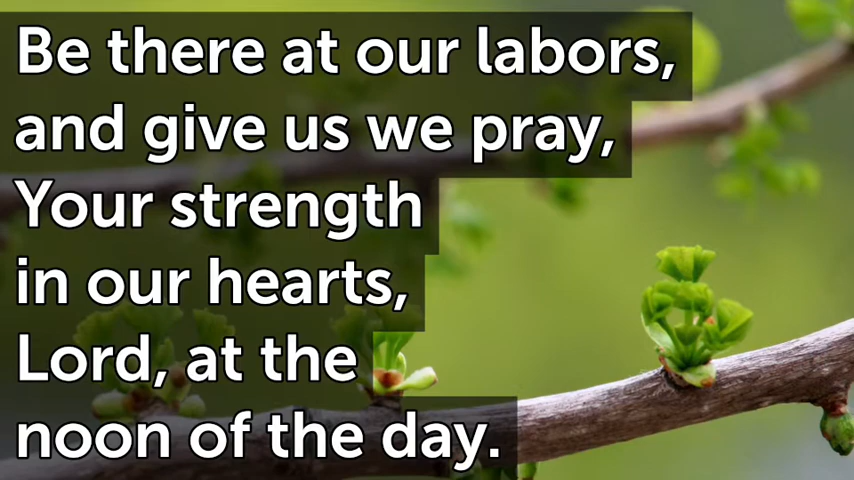 Be there at our labors,
and give us we pray,
Your strength
in our hearts,
Lord, at the
noon of the day.